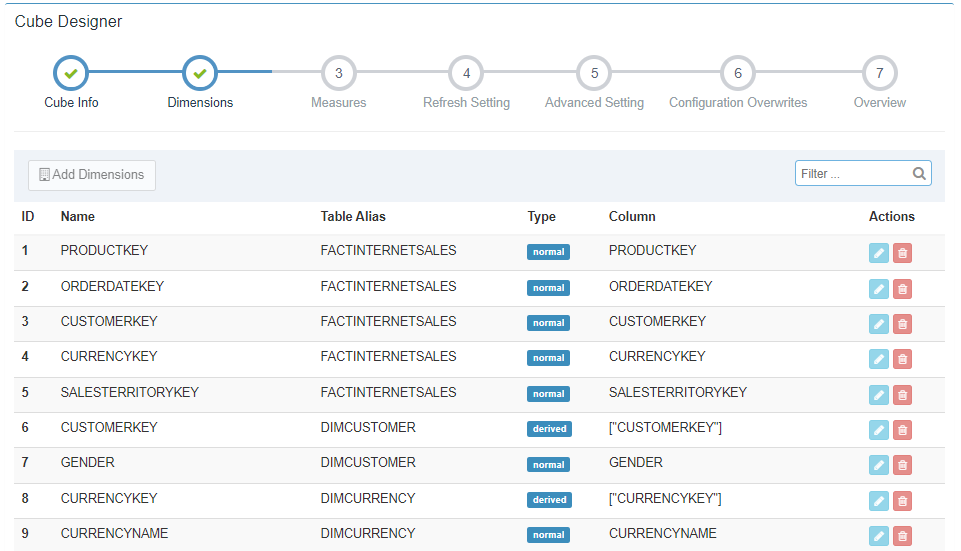 Cube Designer
3 4 5 6 7
Cube Info Dimensions Measures Refresh Setting Advanced Setting Configuration Overwrites Overview
Add Dimensions Filter ...
ID Name Table Alias Type Column Actions
1 PRODUCTKEY FACTINTERNETSALES normal PRODUCTKEY
2 ORDERDATEKEY FACTINTERNETSALES normal ORDERDATEKEY
3 CUSTOMERKEY FACTINTERNETSALES normal CUSTOMERKEY
4 CURRENCYKEY FACTINTERNETSALES normal CURRENCYKEY
5 SALESTERRITORYKEY FACTINTERNETSALES normal SALESTERRITORYKEY
6 CUSTOMERKEY DIMCUSTOMER derived ["CUSTOMERKEY"]
7 GENDER DIMCUSTOMER normal GENDER
8 CURRENCYKEY DIMCURRENCY derived ["CURRENCYKEY"]
9 CURRENCYNAME DIMCURRENCY normal CURRENCYNAME